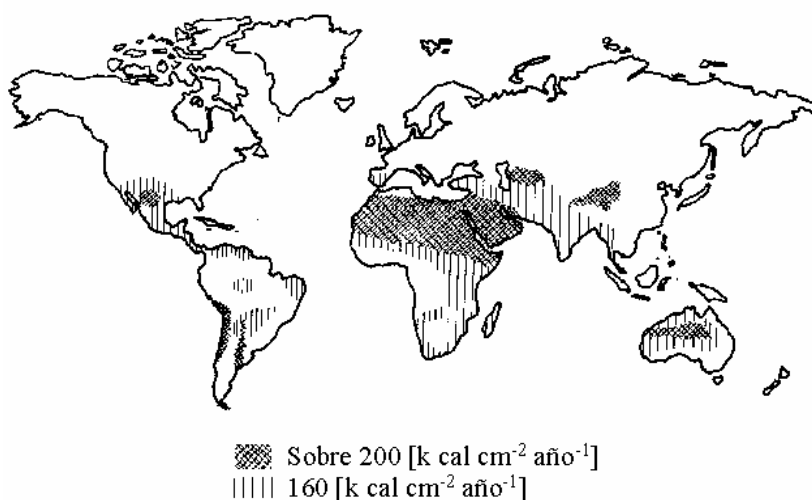 Sobre 200 [k cal cm⁻² año⁻¹]
160 [k cal cm⁻² año⁻¹]